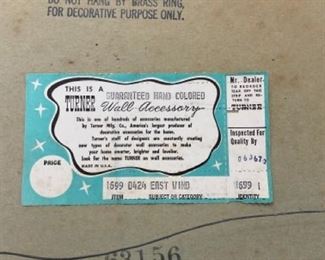 DO NOT HANG BY BRASS RING,
FOR DECORATIVE PURPOSE ONLY.
THIS IS A
TURNER
GUARANTEED HAND COLORED
Wall Accessory
This is one of hundreds of accessories manufactured
by Turner Mfg. Co., America's largest producer of
decorative accessories for the home.
Turner's staff of designers are constantly creating
new types of decorator wall accessories to make
your home smarter, brighter and lovelier.
Look for the name TURNER on wall accessories.
MADE IN U.S.A.
PRICE
Mr. Dealer
TO REORDER
TEAR OFF THIS
STRIP AND RE-
TURN TO
TURNER
Inspected For
Quality By
1699 0424 EAST WIND
ITEM SUBJECT OR CATEGORY
1699 1
IDENTITY
63156